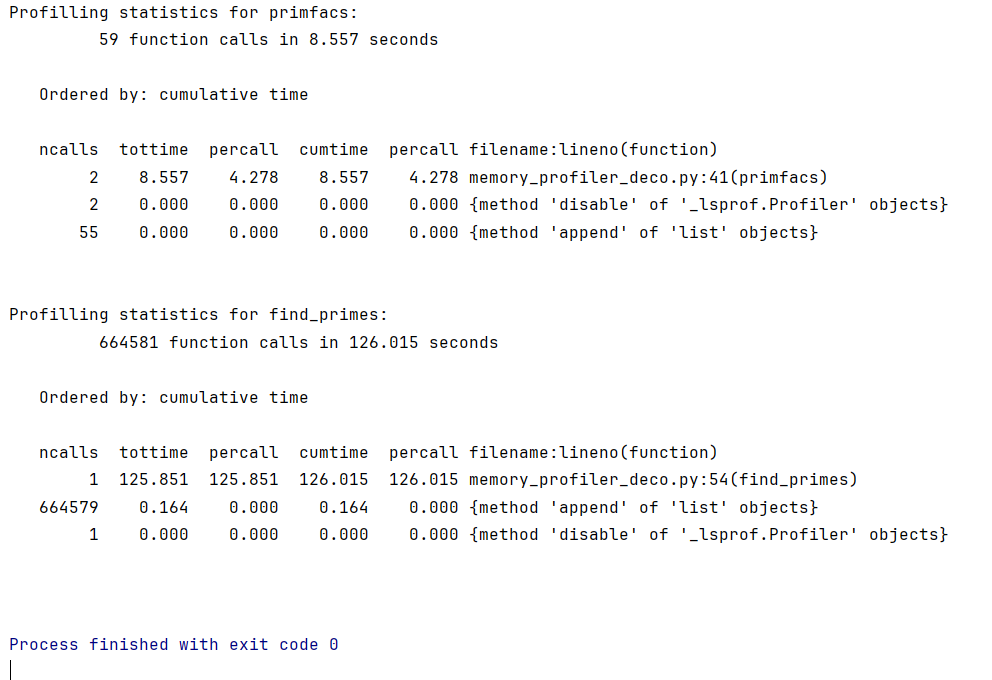 Profilling statistics for primfacs:
         59 function calls in 8.557 seconds
   Ordered by: cumulative time
   ncalls  tottime  percall  cumtime  percall filename:lineno(function)
        2    8.557    4.278    8.557    4.278 memory_profiler_deco.py:41(primfacs)
        2    0.000    0.000    0.000    0.000 {method 'disable' of '_lsprof.Profiler' objects}
       55    0.000    0.000    0.000    0.000 {method 'append' of 'list' objects}
Profilling statistics for find_primes:
         664581 function calls in 126.015 seconds
   Ordered by: cumulative time
   ncalls  tottime  percall  cumtime  percall filename:lineno(function)
        1  125.851  125.851  126.015  126.015 memory_profiler_deco.py:54(find_primes)
   664579    0.164    0.000    0.164    0.000 {method 'append' of 'list' objects}
        1    0.000    0.000    0.000    0.000 {method 'disable' of '_lsprof.Profiler' objects}
Process finished with exit code 0